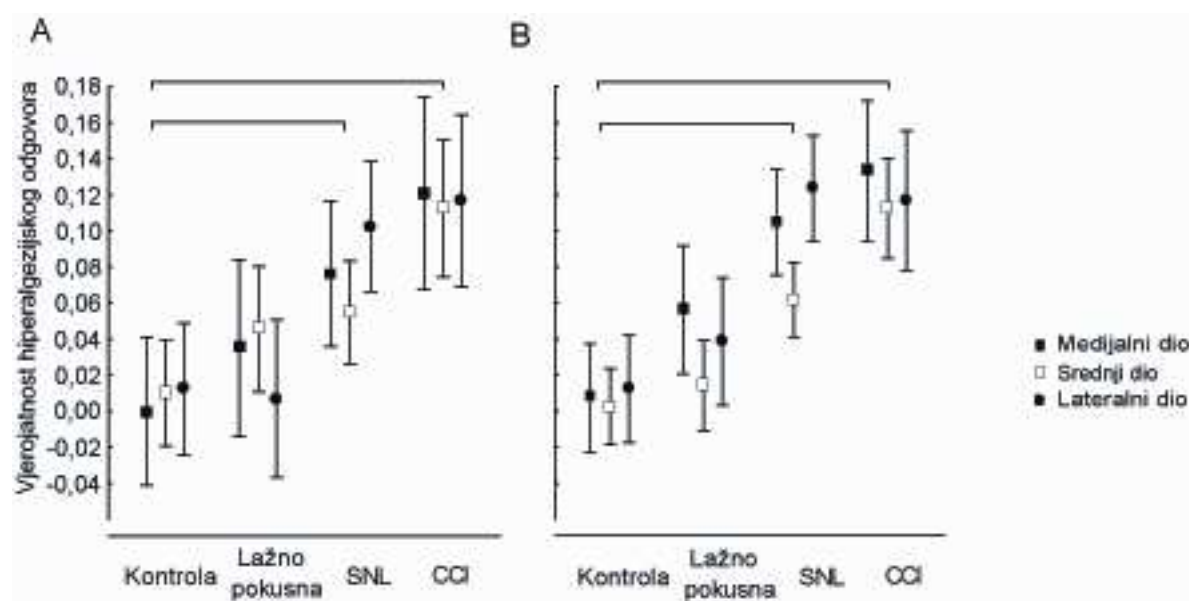 A
B
Vjerojatnost hiperalgezijskog odgovora
0,18
0,16
0,14
0,12
0,10
0,08
0,06
0,04
0,02
0,00
-0,02
-0,04
Kontrola
Lažno
pokusna
SNL
CCI
Kontrola
Lažno
pokusna
SNL
CCI
Medijalni dio
Srednji dio
Lateralni dio